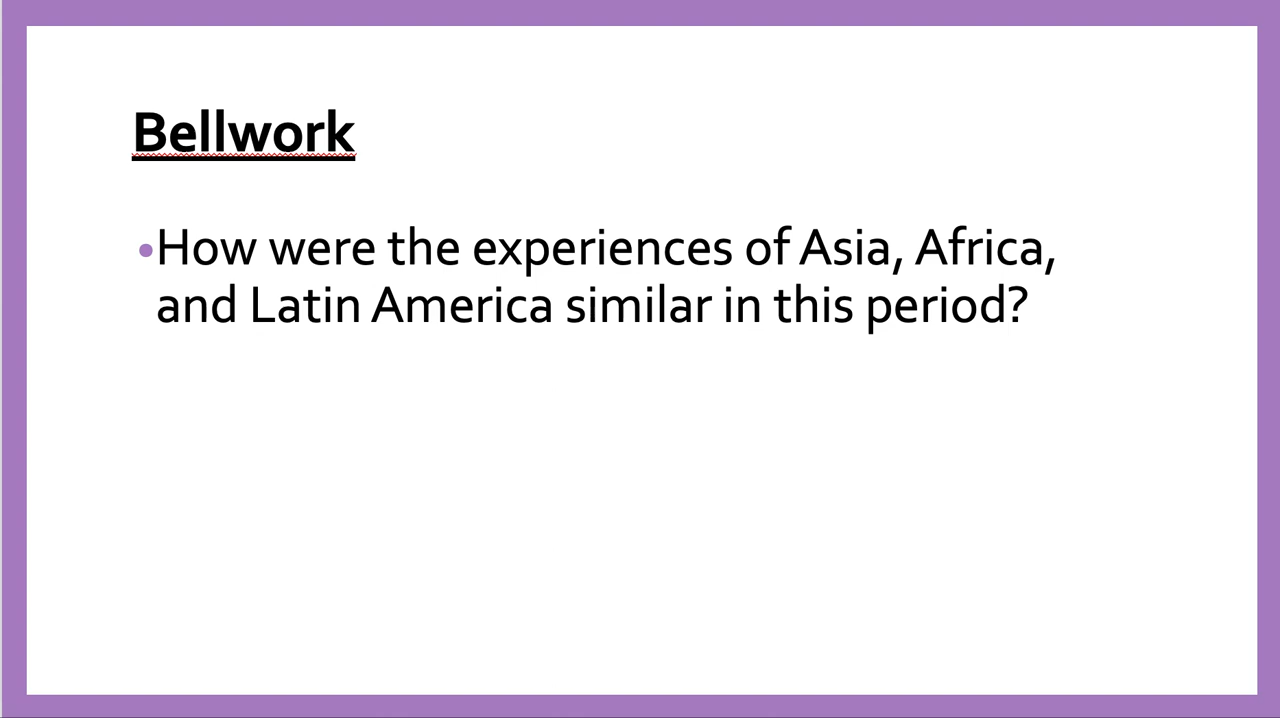 Bellwork
•How were the experiences of Asia, Africa,
and Latin America similar in this period?